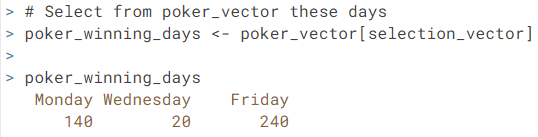 > # Select from poker_vector these days
> poker_winning_days <- poker_vector[selection_vector]
>
> poker_winning_days
   Monday Wednesday    Friday
      140        20       240